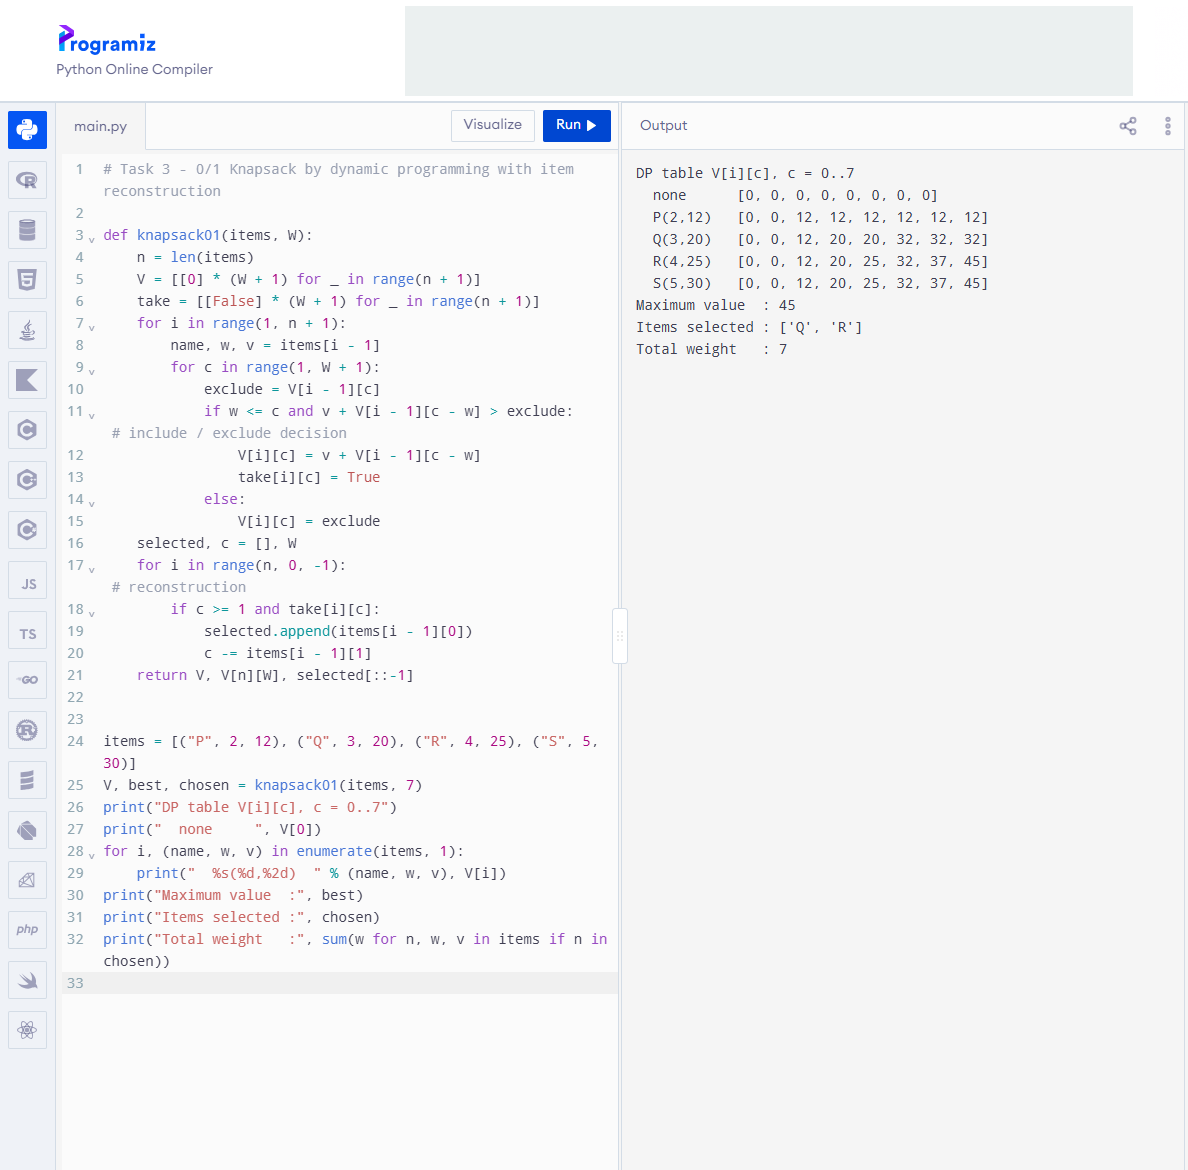 Programiz
Python Online Compiler
main.py
Visualize
Run
Output
1 # Task 3 - 0/1 Knapsack by dynamic programming with item
reconstruction
2
3 def knapsack01(items, W):
4     n = len(items)
5     V = [[0] * (W + 1) for _ in range(n + 1)]
6     take = [[False] * (W + 1) for _ in range(n + 1)]
7     for i in range(1, n + 1):
8         name, w, v = items[i - 1]
9         for c in range(1, W + 1):
10             exclude = V[i - 1][c]
11             if w <= c and v + V[i - 1][c - w] > exclude:
# include / exclude decision
12                 V[i][c] = v + V[i - 1][c - w]
13                 take[i][c] = True
14             else:
15                 V[i][c] = exclude
16     selected, c = [], W
17     for i in range(n, 0, -1):
# reconstruction
18         if c >= 1 and take[i][c]:
19             selected.append(items[i - 1][0])
20             c -= items[i - 1][1]
21     return V, V[n][W], selected[::-1]
22
23
24 items = [("P", 2, 12), ("Q", 3, 20), ("R", 4, 25), ("S", 5,
30)]
25 V, best, chosen = knapsack01(items, 7)
26 print("DP table V[i][c], c = 0..7")
27 print("  none     ", V[0])
28 for i, (name, w, v) in enumerate(items, 1):
29     print("  %s(%d,%2d)  " % (name, w, v), V[i])
30 print("Maximum value  :", best)
31 print("Items selected :", chosen)
32 print("Total weight   :", sum(w for n, w, v in items if n in
chosen))
33
DP table V[i][c], c = 0..7
  none      [0, 0, 0, 0, 0, 0, 0, 0]
  P(2,12)   [0, 0, 12, 12, 12, 12, 12, 12]
  Q(3,20)   [0, 0, 12, 20, 20, 32, 32, 32]
  R(4,25)   [0, 0, 12, 20, 25, 32, 37, 45]
  S(5,30)   [0, 0, 12, 20, 25, 32, 37, 45]
Maximum value  : 45
Items selected : ['Q', 'R']
Total weight   : 7
R
5
C
C
C
JS
TS
GO
R
php